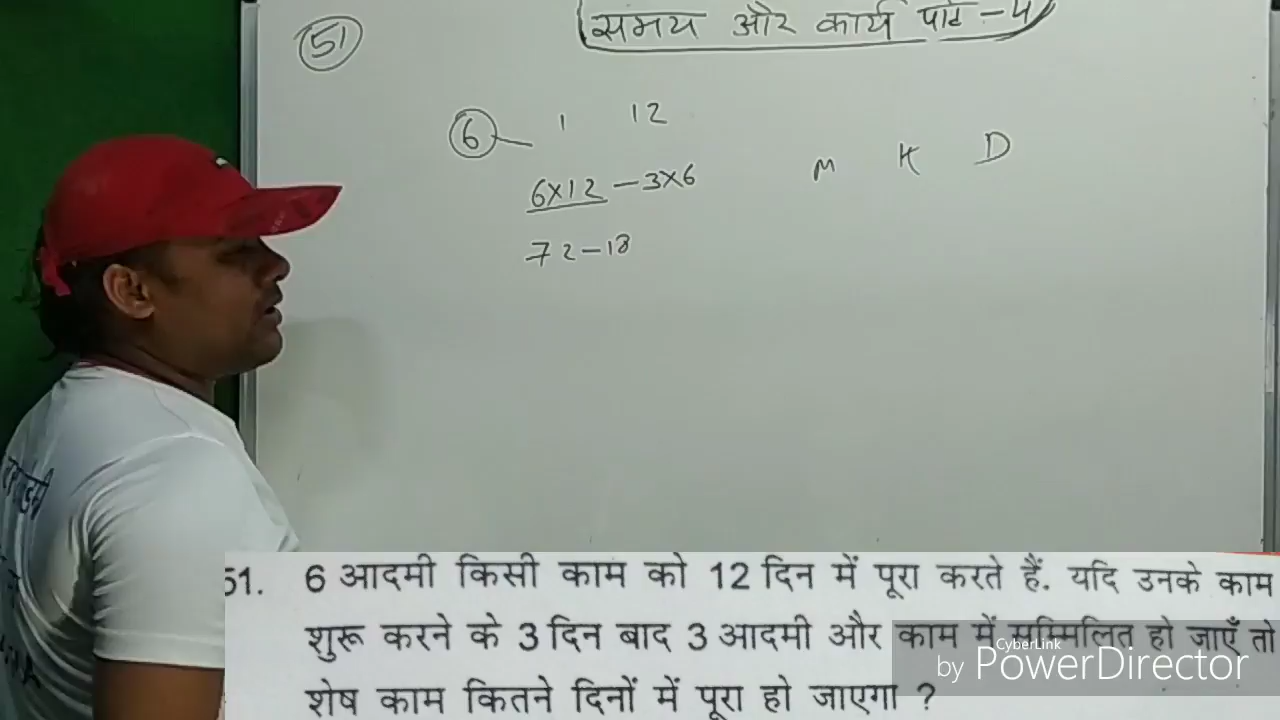 समय और कार्य पार्ट - 4
51
6 1 12
M H D
6×12 - 3×6
72 - 18
51. 6 आदमी किसी काम को 12 दिन में पूरा करते हैं. यदि उनके काम
शुरू करने के 3 दिन बाद 3 आदमी और काम में सम्मिलित हो जाएँ तो
शेष काम कितने दिनों में पूरा हो जाएगा ?
CyberLink
by PowerDirector